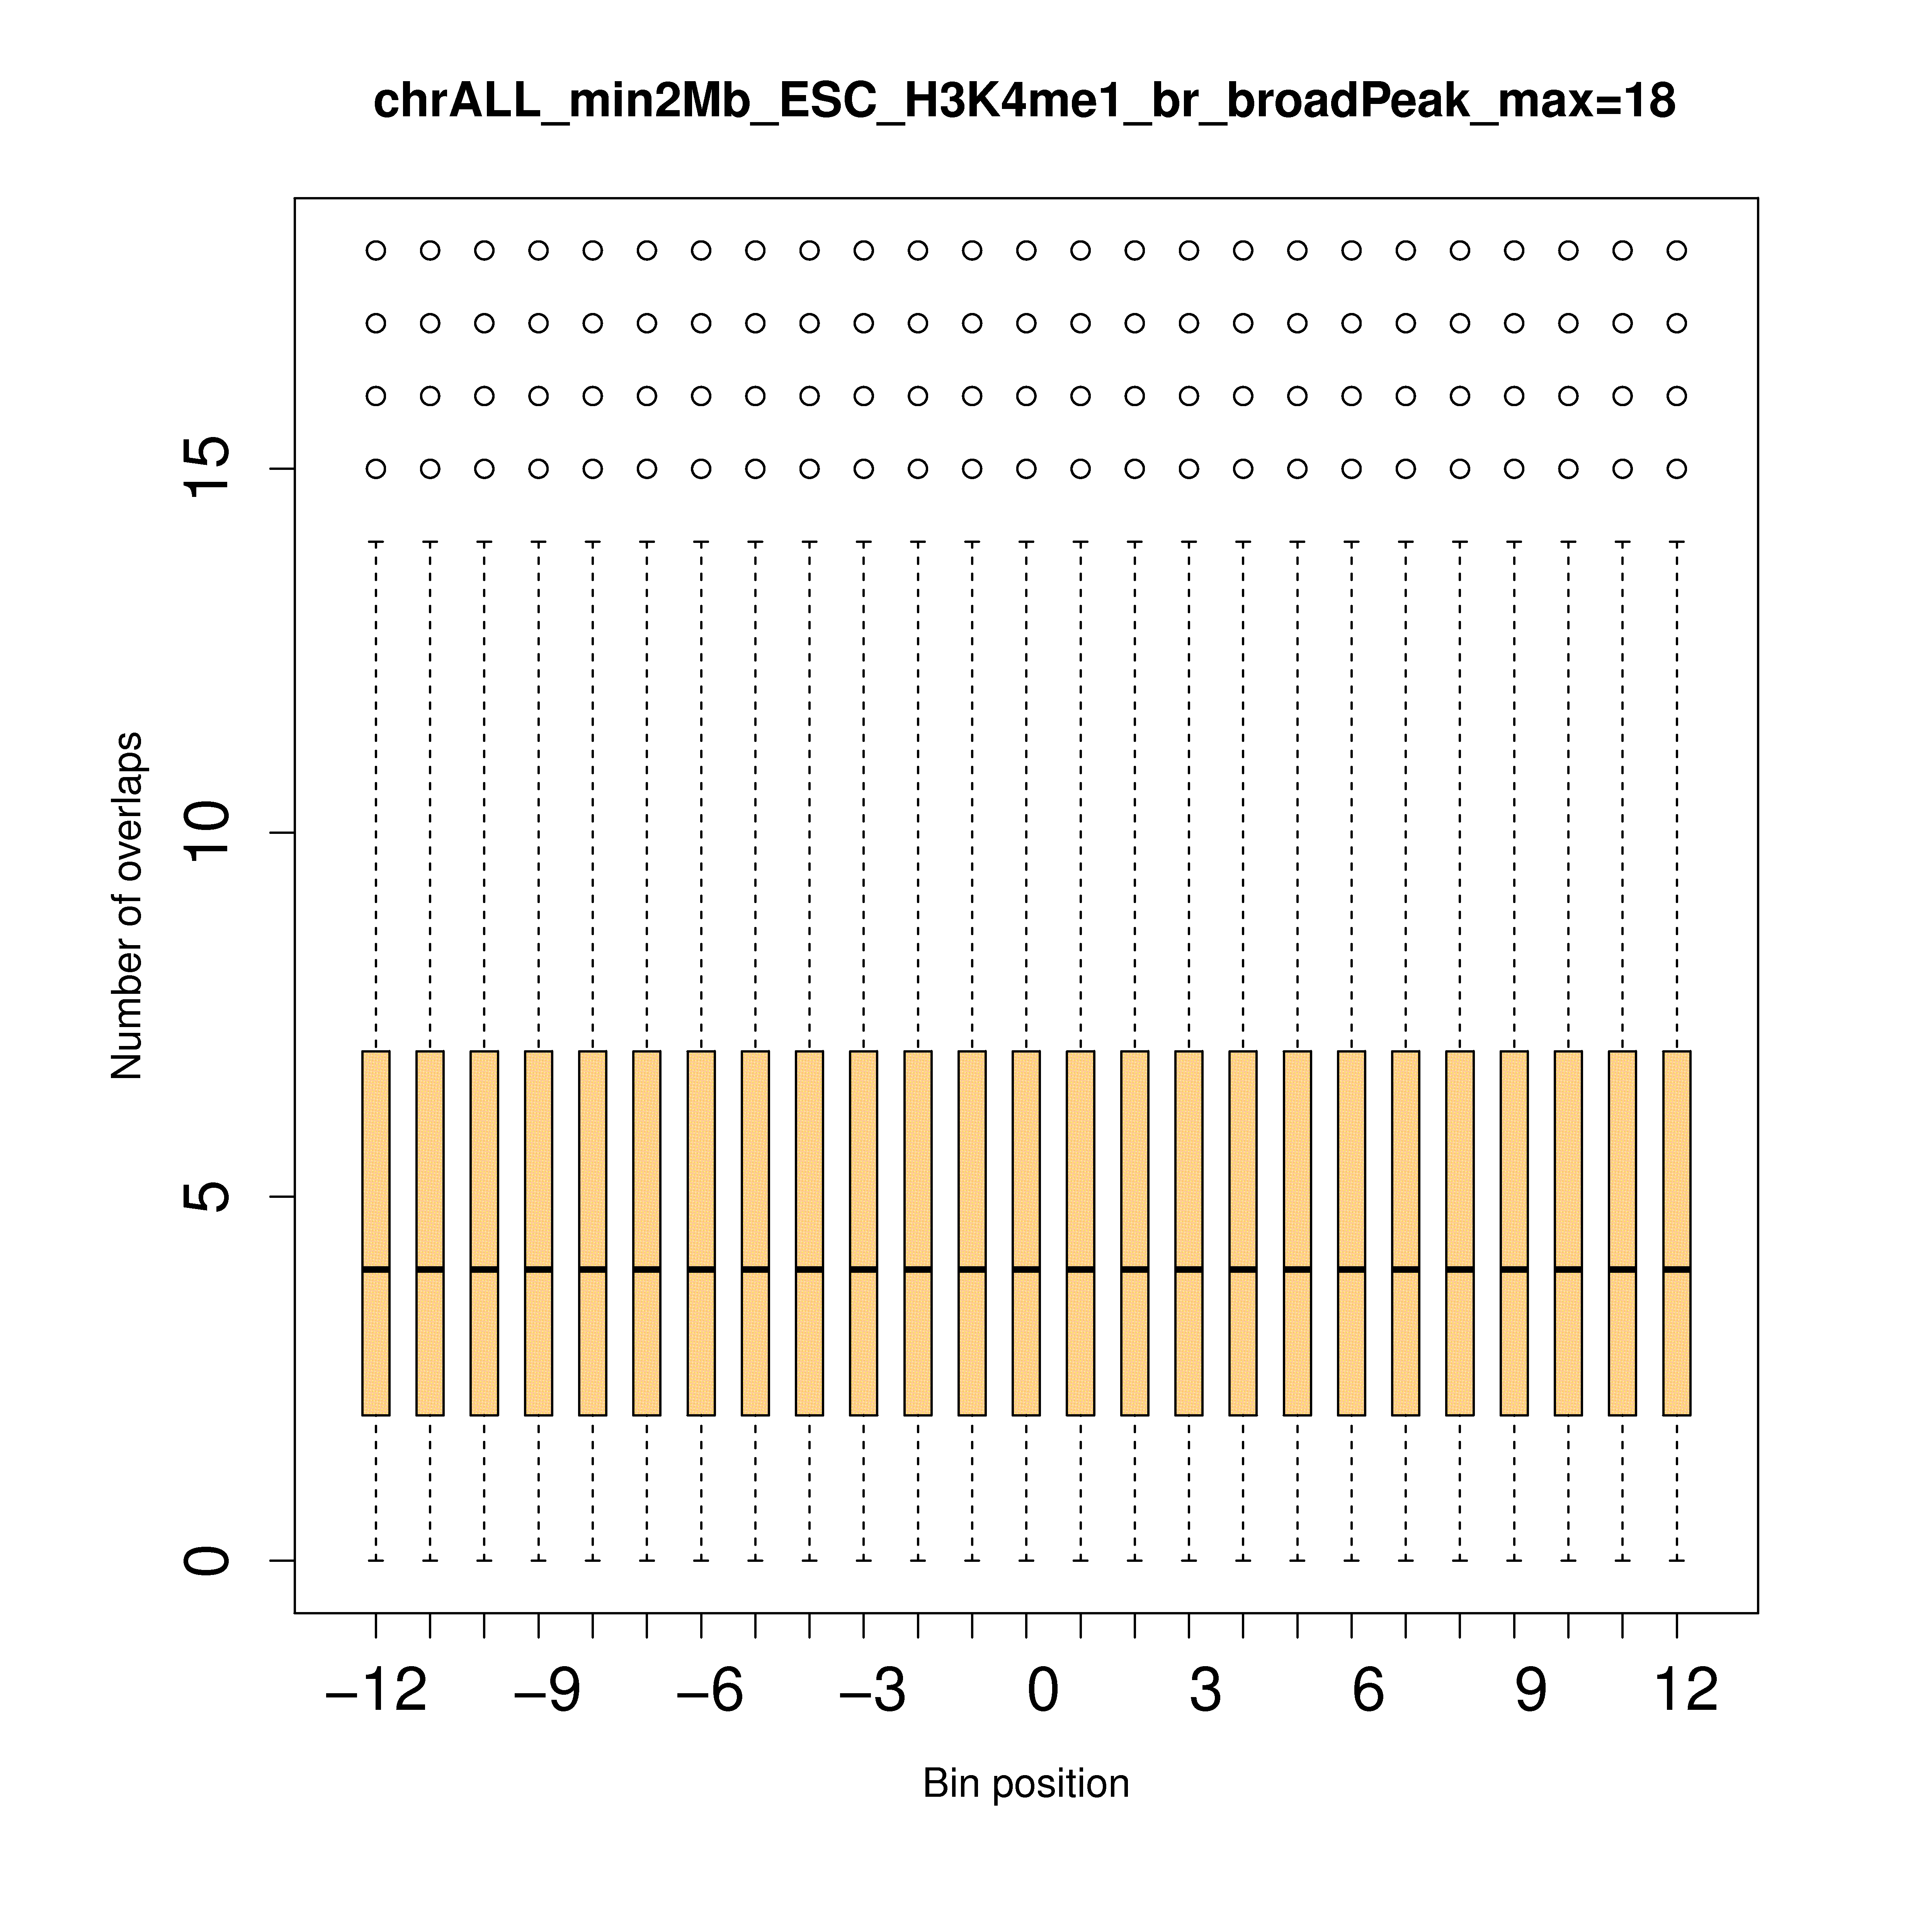 chrALL_min2Mb_ESC_H3K4me1_br_broadPeak_max=18
Number of overlaps
15
10
5
0
−12 −9 −6 −3 0 3 6 9 12
Bin position